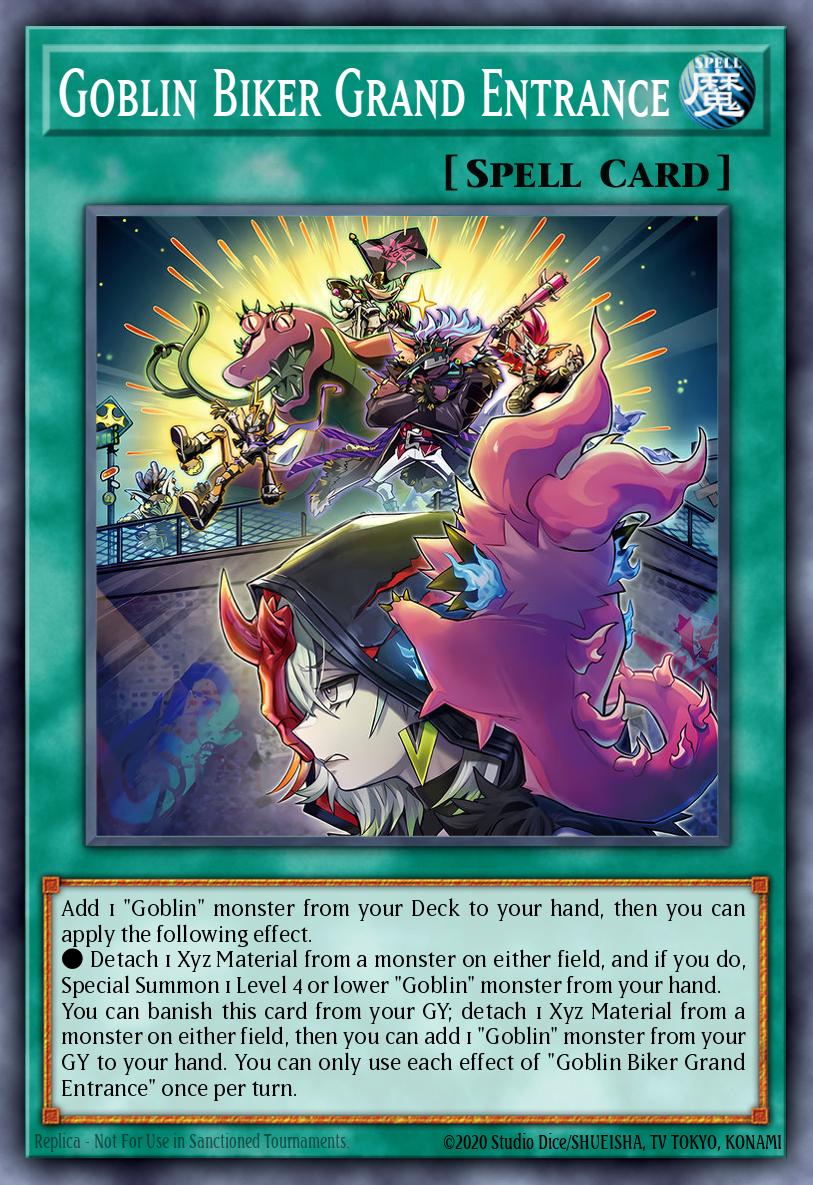 Goblin Biker Grand Entrance
SPELL
魔
[Spell Card]
Add 1 "Goblin" monster from your Deck to your hand, then you can
apply the following effect.
● Detach 1 Xyz Material from a monster on either field, and if you do,
Special Summon 1 Level 4 or lower "Goblin" monster from your hand.
You can banish this card from your GY; detach 1 Xyz Material from a
monster on either field, then you can add 1 "Goblin" monster from your
GY to your hand. You can only use each effect of "Goblin Biker Grand
Entrance" once per turn.
Replica - Not For Use in Sanctioned Tournaments.
©2020 Studio Dice/SHUEISHA, TV TOKYO, KONAMI